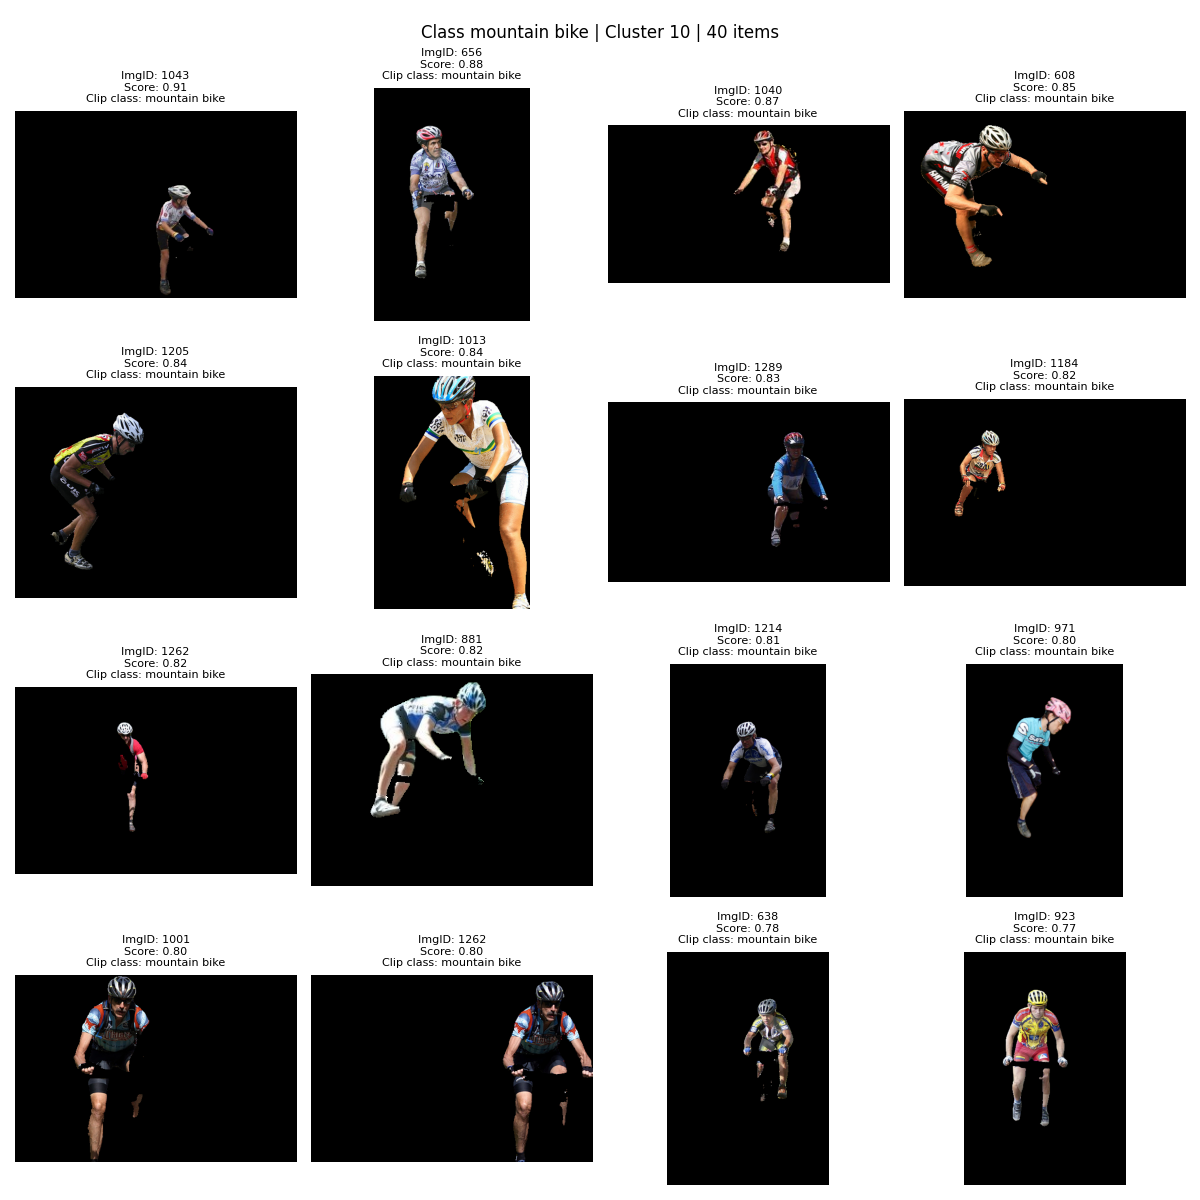 Class mountain bike | Cluster 10 | 40 items
ImgID: 1043
Score: 0.91
Clip class: mountain bike
ImgID: 656
Score: 0.88
Clip class: mountain bike
ImgID: 1040
Score: 0.87
Clip class: mountain bike
ImgID: 608
Score: 0.85
Clip class: mountain bike
ImgID: 1205
Score: 0.84
Clip class: mountain bike
ImgID: 1013
Score: 0.84
Clip class: mountain bike
ImgID: 1289
Score: 0.83
Clip class: mountain bike
ImgID: 1184
Score: 0.82
Clip class: mountain bike
ImgID: 1262
Score: 0.82
Clip class: mountain bike
ImgID: 881
Score: 0.82
Clip class: mountain bike
ImgID: 1214
Score: 0.81
Clip class: mountain bike
ImgID: 971
Score: 0.80
Clip class: mountain bike
ImgID: 1001
Score: 0.80
Clip class: mountain bike
ImgID: 1262
Score: 0.80
Clip class: mountain bike
ImgID: 638
Score: 0.78
Clip class: mountain bike
ImgID: 923
Score: 0.77
Clip class: mountain bike